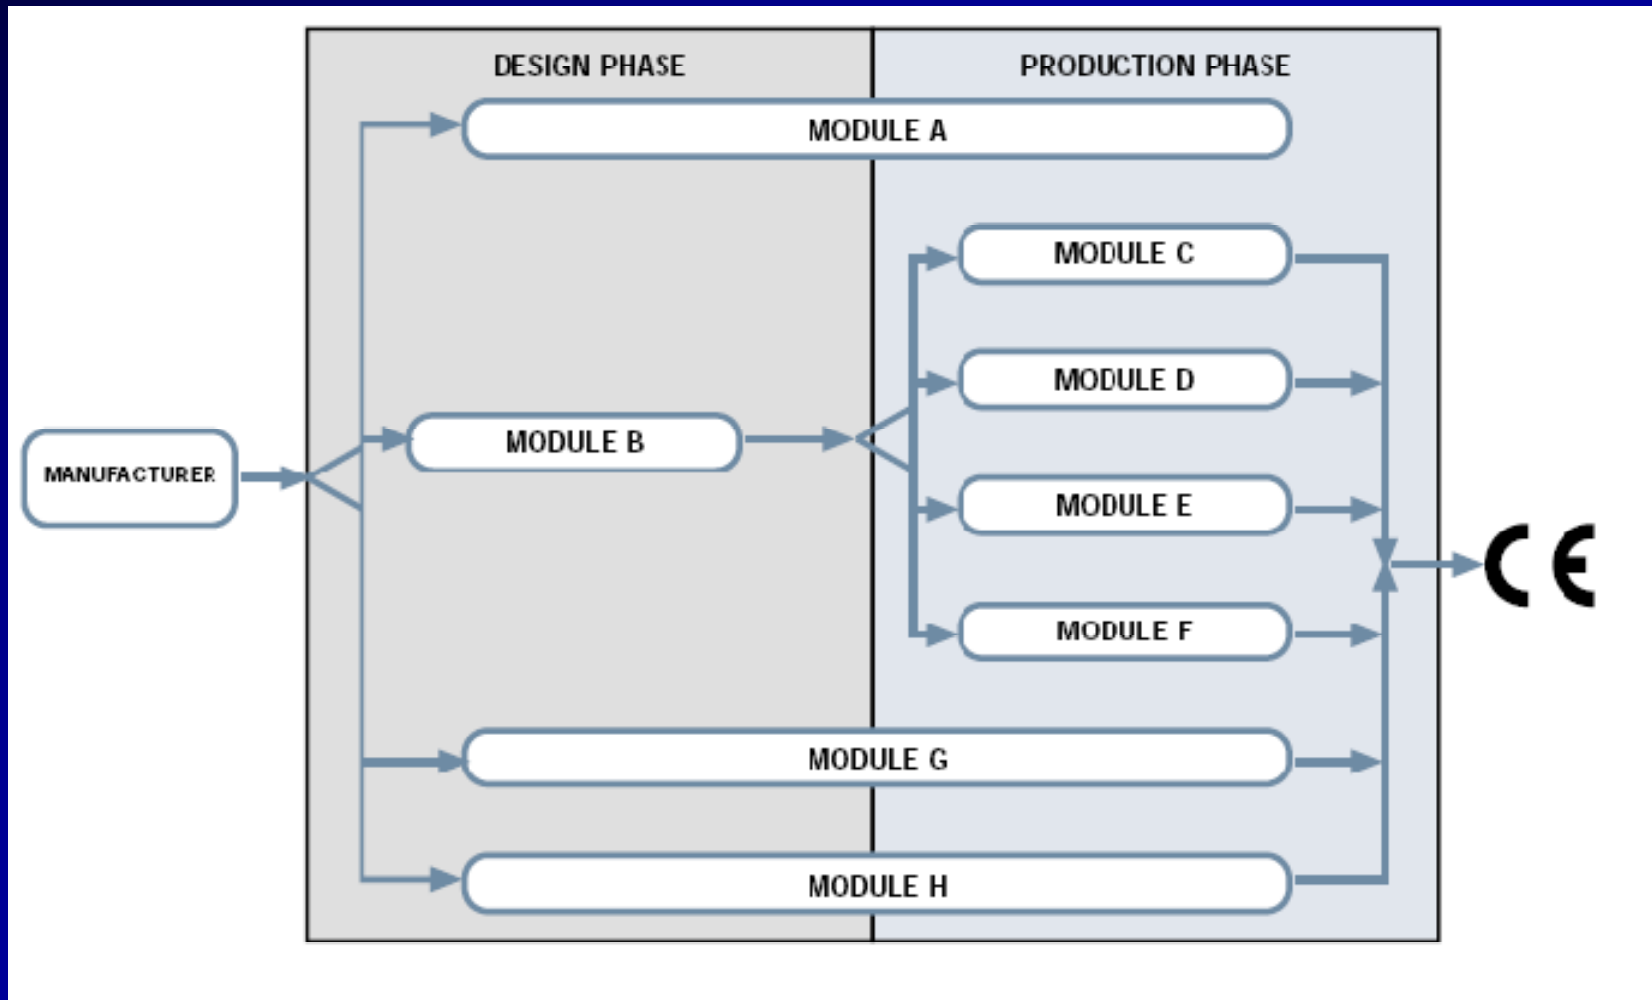 DESIGN PHASE
PRODUCTION PHASE
MODULE A
MODULE C
MODULE D
MODULE B
MANUFACTURER
MODULE E
CE
MODULE F
MODULE G
MODULE H